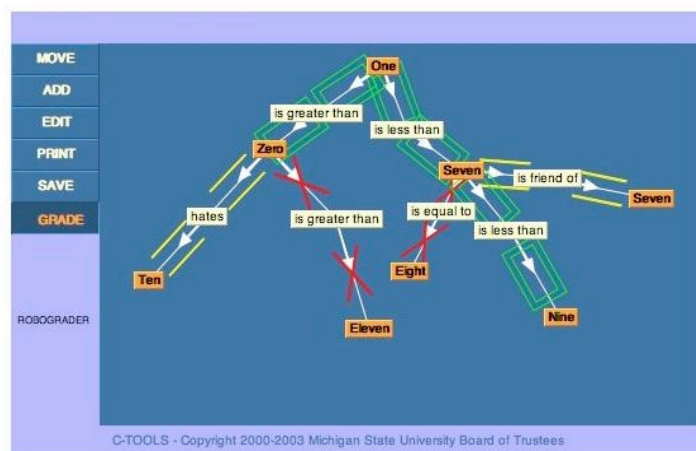 MOVE
ADD
EDIT
PRINT
SAVE
GRADE
ROBOGRADER
One
is greater than
is less than
Zero
Seven
is friend of
Seven
hates
is greater than
is equal to
is less than
Ten
Eight
Eleven
Nine
C-TOOLS - Copyright 2000-2003 Michigan State University Board of Trustees